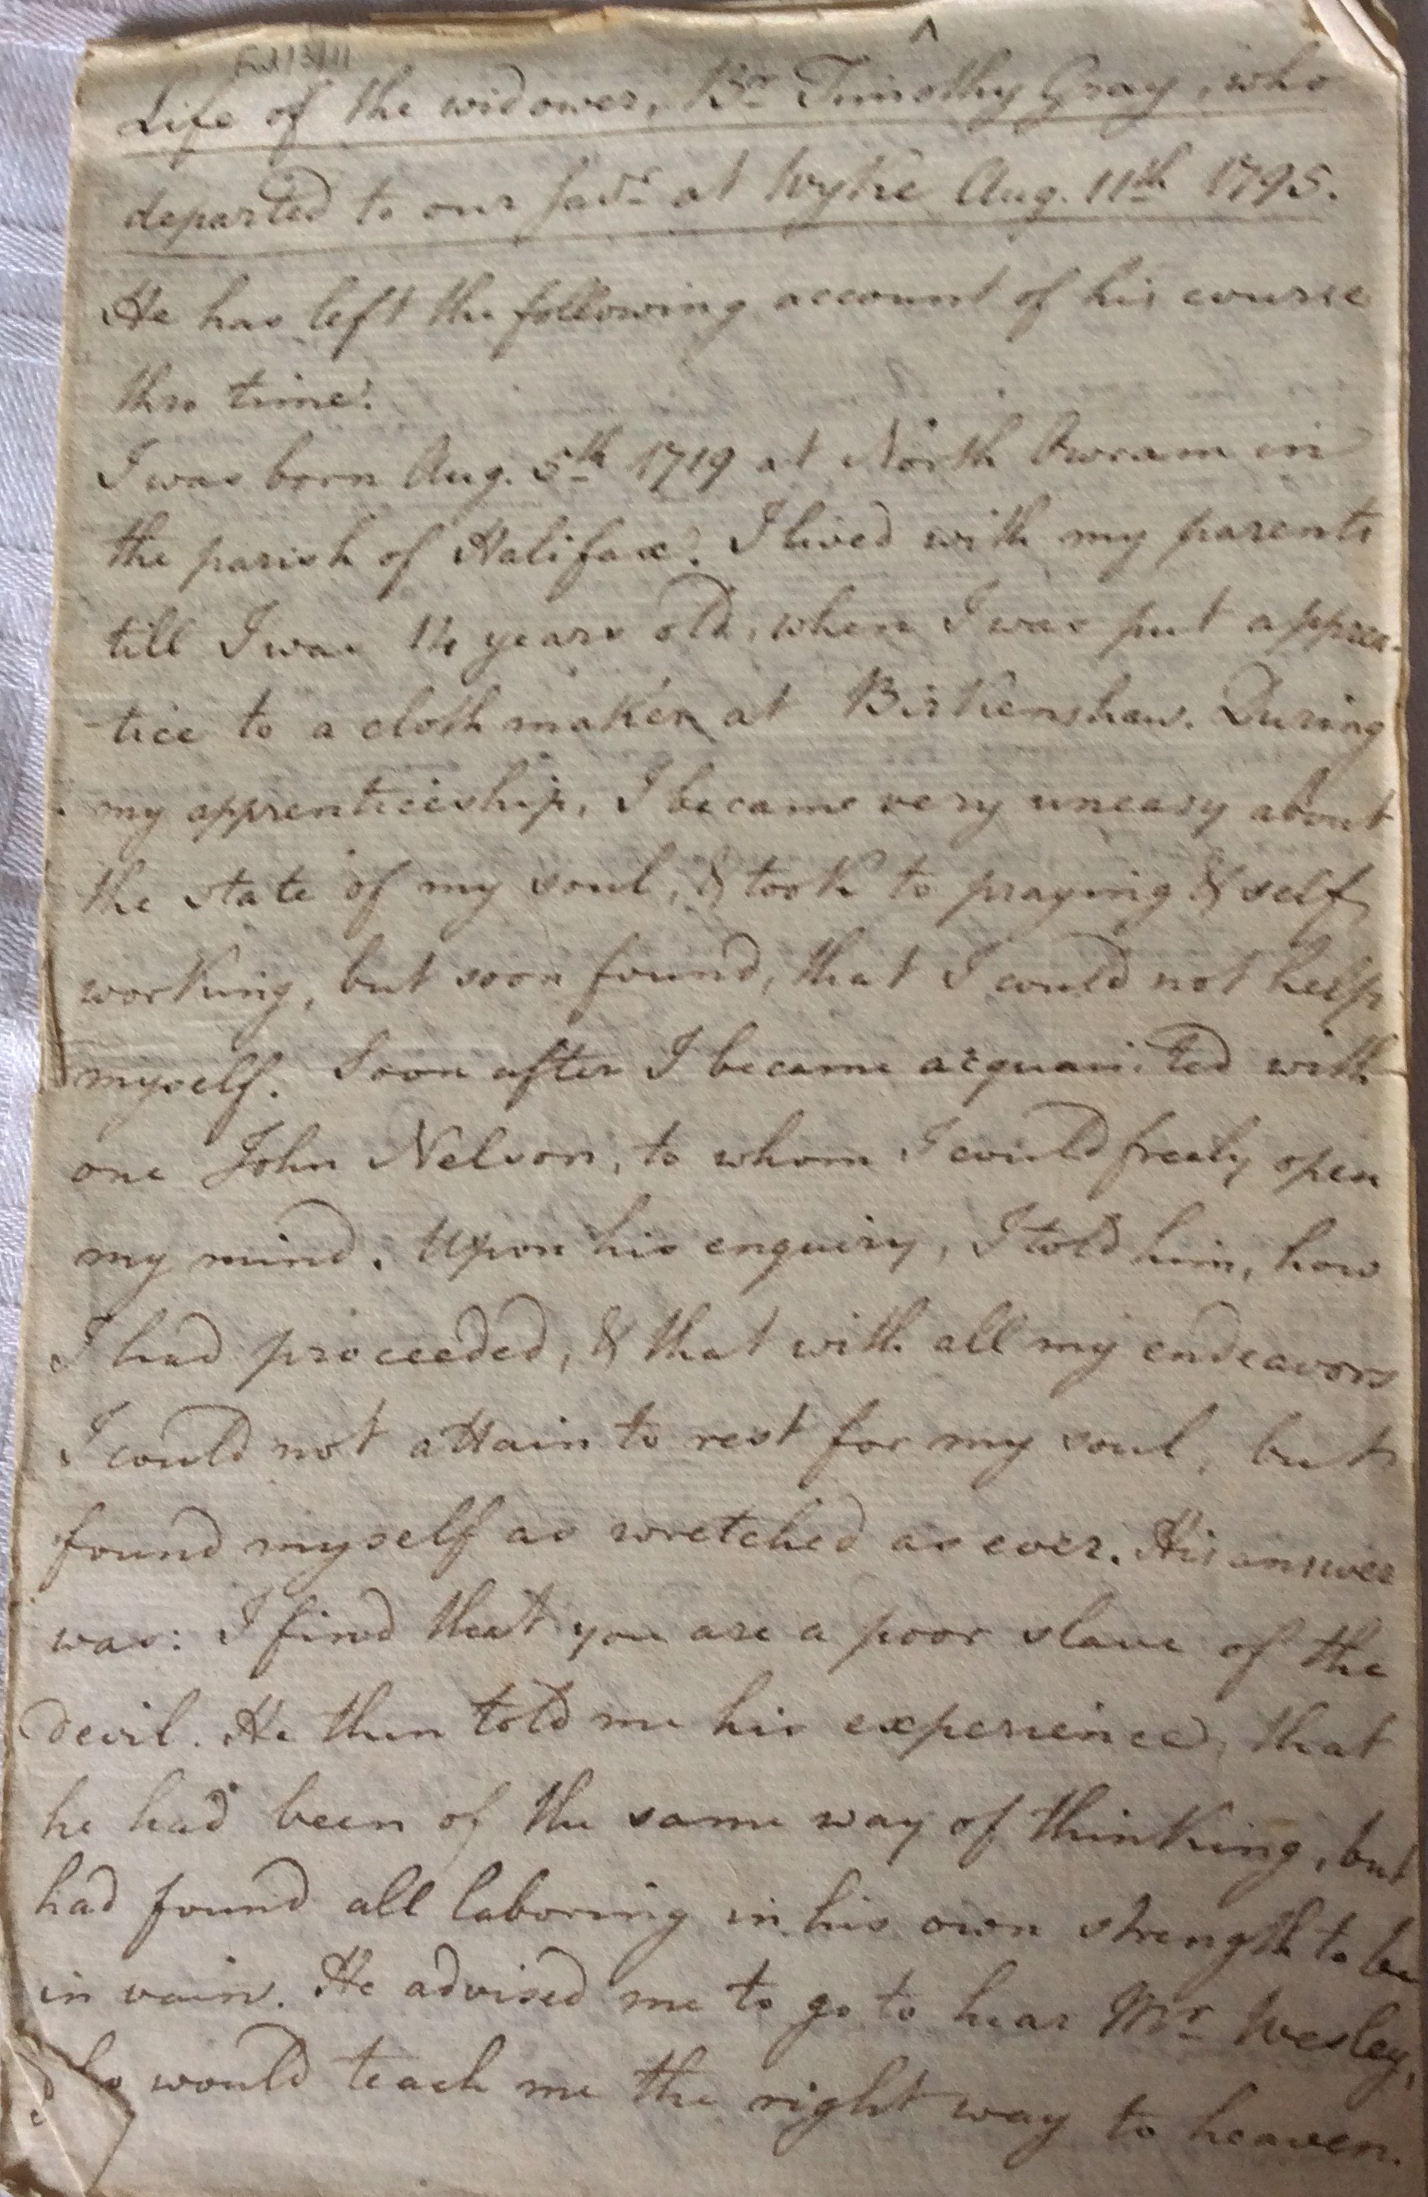 Life of the widower, Br. Timothy Gray, who
departed to our Savr. at Wyke Aug. 11th 1795.
He has left the following account of his course
thro time.
I was born Aug. 5th 1719 at North Owram in
the parish of Halifax. I lived with my parents
till I was 14 years old, when I was put appren-
-tice to a cloth maker at Birkenshaw. During
my apprenticeship, I became very uneasy about
the state of my soul, & took to praying & self
working, but soon found, that I could not help
myself. Soon after I became acquainted with
one John Nelson, to whom I could freely open
my mind. Upon his enquiry, I told him, how
I had proceeded, & that with all my endeavors
I could not attain to rest for my soul, but
found myself as wretched as ever. His answer
was: I find that you are a poor slave of the
devil. He then told me his experience, that
he had been of the same way of thinking, but
had found all laboring in his own strength to be
in vain. He advised me to go to hear Mr. Wesley,
who would teach me the right way to heaven.